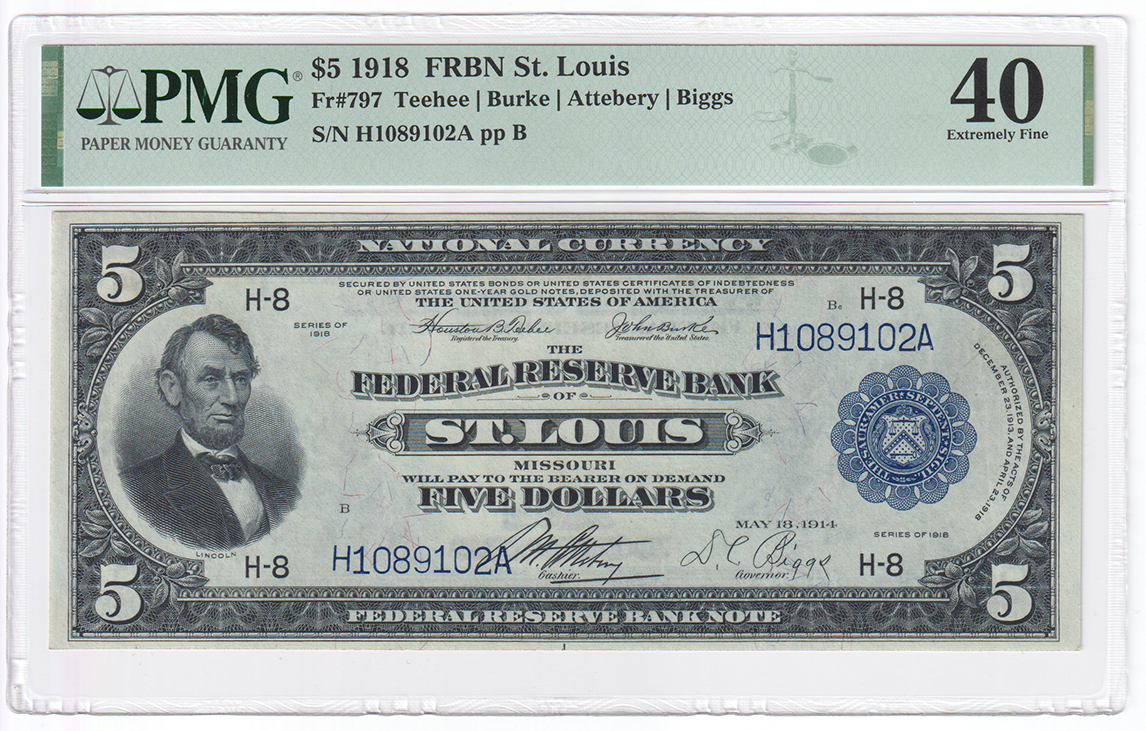 PMG®
PAPER MONEY GUARANTY
$5 1918 FRBN St. Louis
Fr#797 Teehee | Burke | Attebery | Biggs
S/N H1089102A pp B
40
Extremely Fine
5 NATIONAL CURRENCY 5
SECURED BY UNITED STATES BONDS OR UNITED STATES CERTIFICATES OF INDEBTEDNESS
OR UNITED STATES ONE-YEAR GOLD NOTES, DEPOSITED WITH THE TREASURER OF
THE UNITED STATES OF AMERICA
H-8
H-8
SERIES OF
1918
Houston B. Teehee
Register of the Treasury.
John Burke
Treasurer of the United States.
H1089102A
THE
FEDERAL RESERVE BANK
OF
ST. LOUIS
MISSOURI
WILL PAY TO THE BEARER ON DEMAND
FIVE DOLLARS
THESAUR. AMER. SEPTENT. SIGIL.
AUTHORIZED BY THE ACTS OF
DECEMBER 23, 1913, AND APRIL 23, 1918
B
MAY 18, 1914
SERIES OF 1918
LINCOLN
H-8
H1089102A
Cashier.
D C Biggs
Governor.
H-8
5 FEDERAL RESERVE BANK NOTE 5